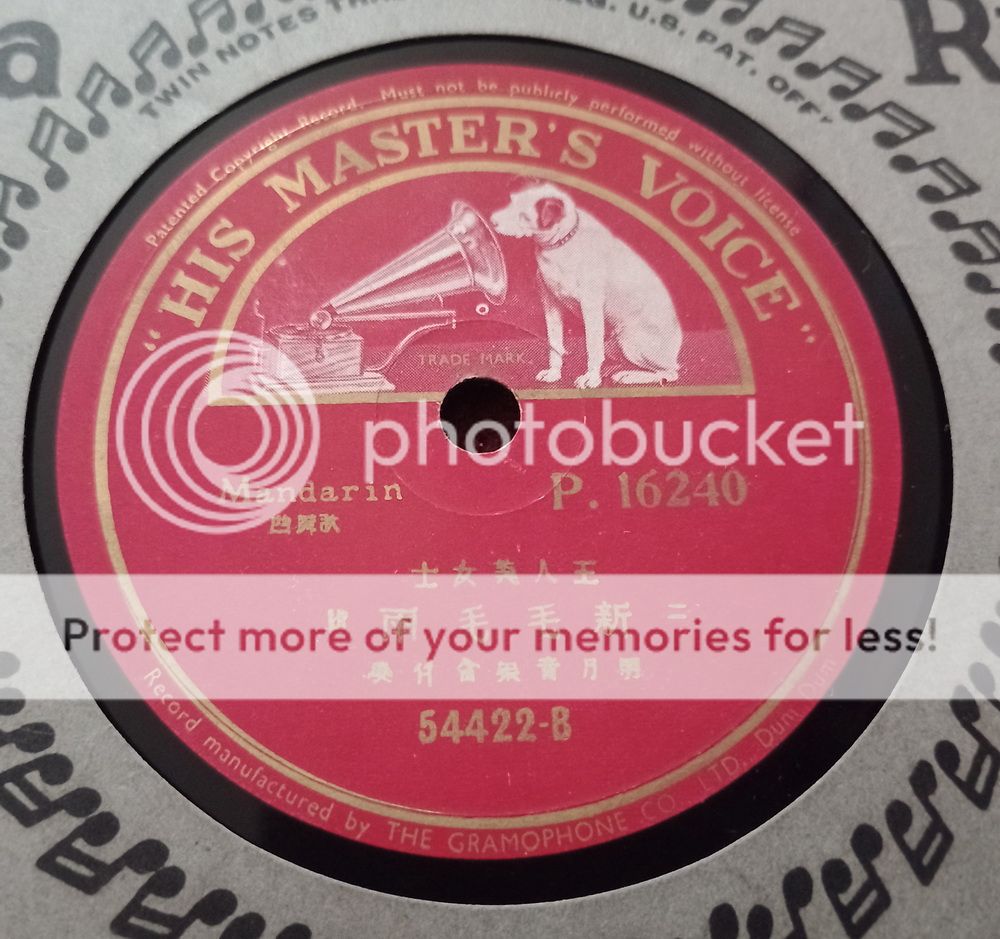 TWIN NOTES REG. U.S. PAT. OFF.
Patented Copyright Record. Must not be publicly performed without license
"HIS MASTER'S VOICE"
TRADE MARK.
Mandarin
P. 16240
歌舞曲
王人美女士
二 新毛毛雨
明月音樂會伴奏
54422-B
Record manufactured by THE GRAMOPHONE CO. LTD., Dum Dum
photobucket
Protect more of your memories for less!